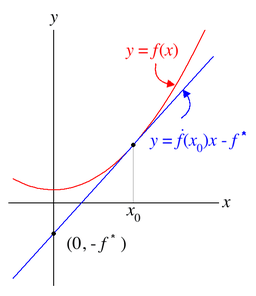 y
y = f(x)
y = ḟ(x₀)x - f*
x
x₀
(0, -f* )